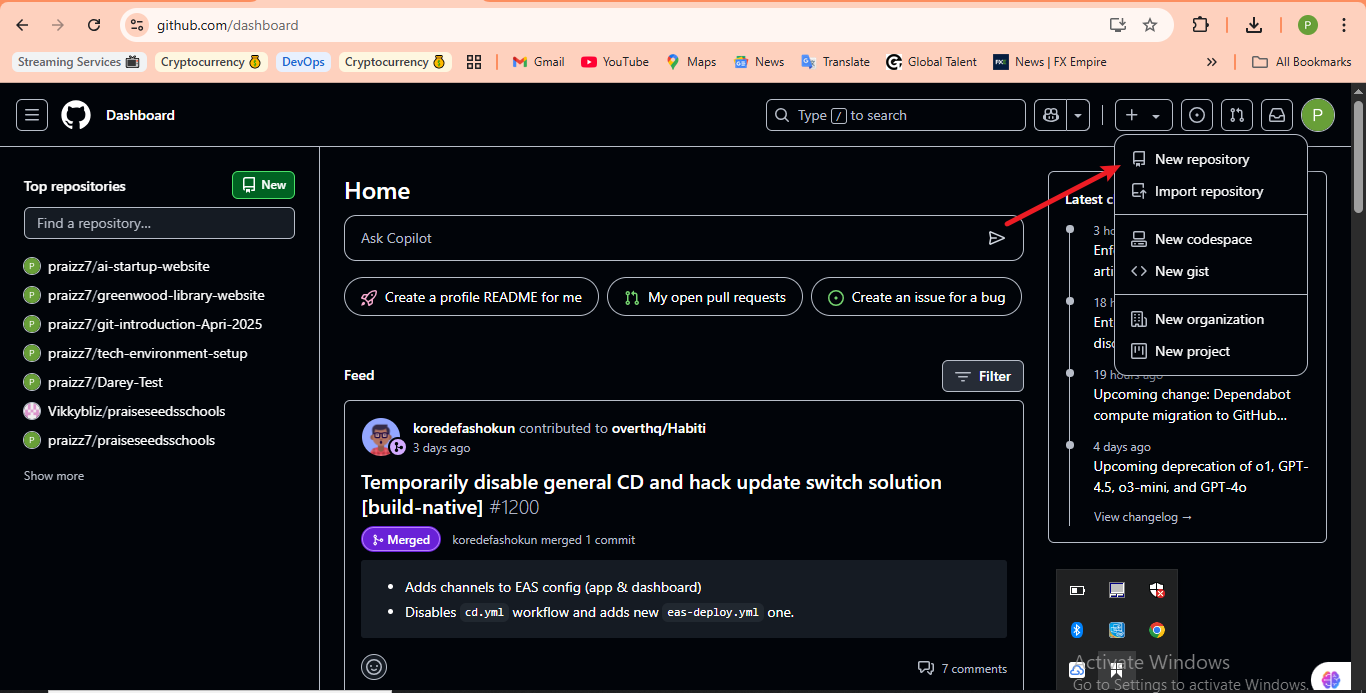 github.com/dashboard
P
Streaming Services
Cryptocurrency
DevOps
Cryptocurrency
Gmail
YouTube
Maps
News
Translate
Global Talent
FX
News | FX Empire
All Bookmarks
Dashboard
Type / to search
P
New repository
Import repository
New codespace
New gist
New organization
New project
Top repositories
New
Find a repository...
P praizz7/ai-startup-website
P praizz7/greenwood-library-website
P praizz7/git-introduction-Apri-2025
P praizz7/tech-environment-setup
P praizz7/Darey-Test
Vikkybliz/praiseseedsschools
P praizz7/praiseseedsschools
Show more
Home
Ask Copilot
Create a profile README for me
My open pull requests
Create an issue for a bug
Feed
Filter
koredefashokun contributed to overthq/Habiti
3 days ago
Temporarily disable general CD and hack update switch solution
[build-native] #1200
Merged
koredefashokun merged 1 commit
• Adds channels to EAS config (app & dashboard)
• Disables cd.yml workflow and adds new eas-deploy.yml one.
7 comments
Latest c
3 ho
Enf
arti
18 h
Ent
disc
19 hours ago
Upcoming change: Dependabot
compute migration to GitHub...
4 days ago
Upcoming deprecation of o1, GPT-
4.5, o3-mini, and GPT-4o
View changelog →
Activate Windows
Go to Settings to activate Windows.